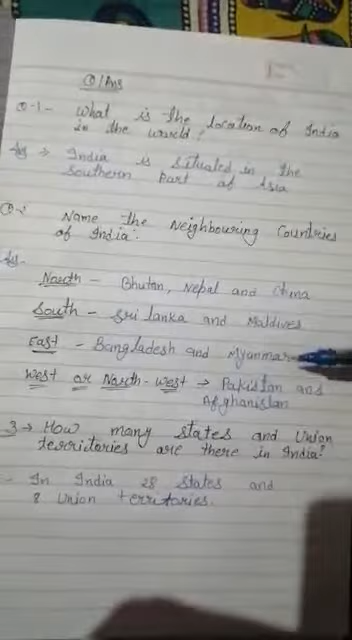 Q/Ans
Q-1- What is the location of India
in the world?
Ans → India is situated in the
southern part of Asia
Q-2 Name the Neighbouring Countries
of India.
Ans.
North - Bhutan, Nepal and China
South - Sri lanka and Maldives
East - Bangladesh and Myanmar
West or North-West → Pakistan and
Afghanistan
3 → How many states and Union
territories are there in India?
- In India 28 states and
8 Union territories.